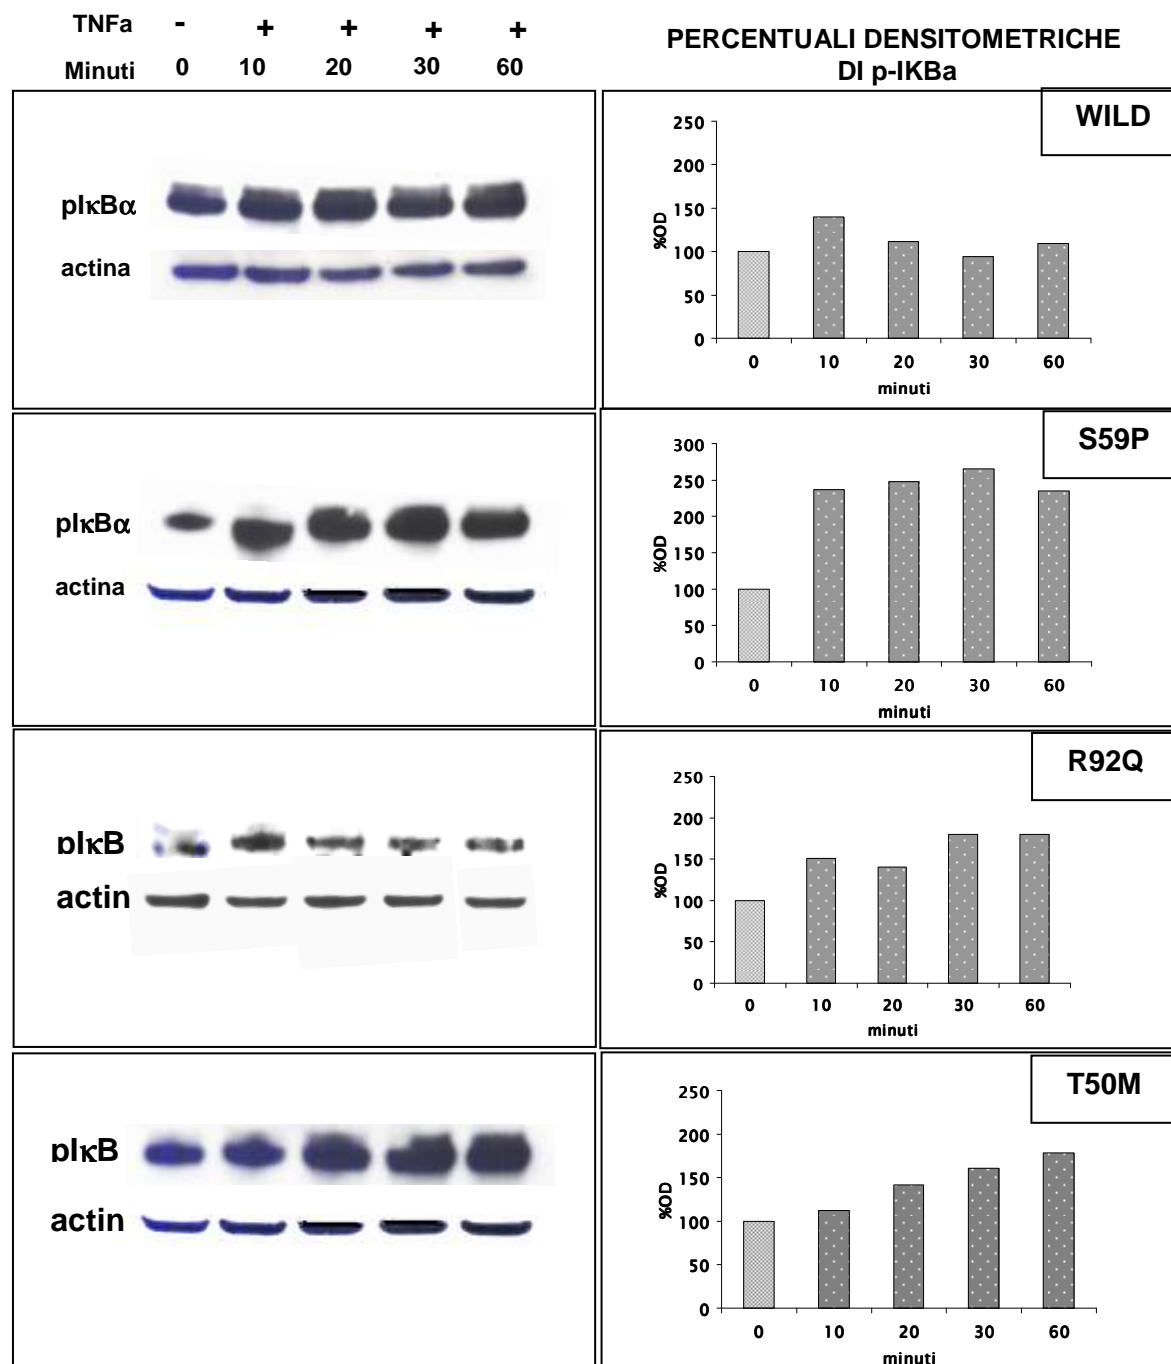 TNFa - + + + +
Minuti 0 10 20 30 60
PERCENTUALI DENSITOMETRICHE
DI p-IKBa
pIκBα
actina
WILD
250
200
150
100
50
0
%OD
0 10 20 30 60
minuti
pIκBα
actina
S59P
300
250
200
150
100
50
0
%OD
0 10 20 30 60
minuti
pIκB
actin
R92Q
250
200
150
100
50
0
%OD
0 10 20 30 60
minuti
pIκB
actin
T50M
250
200
150
100
50
0
%OD
0 10 20 30 60
minuti